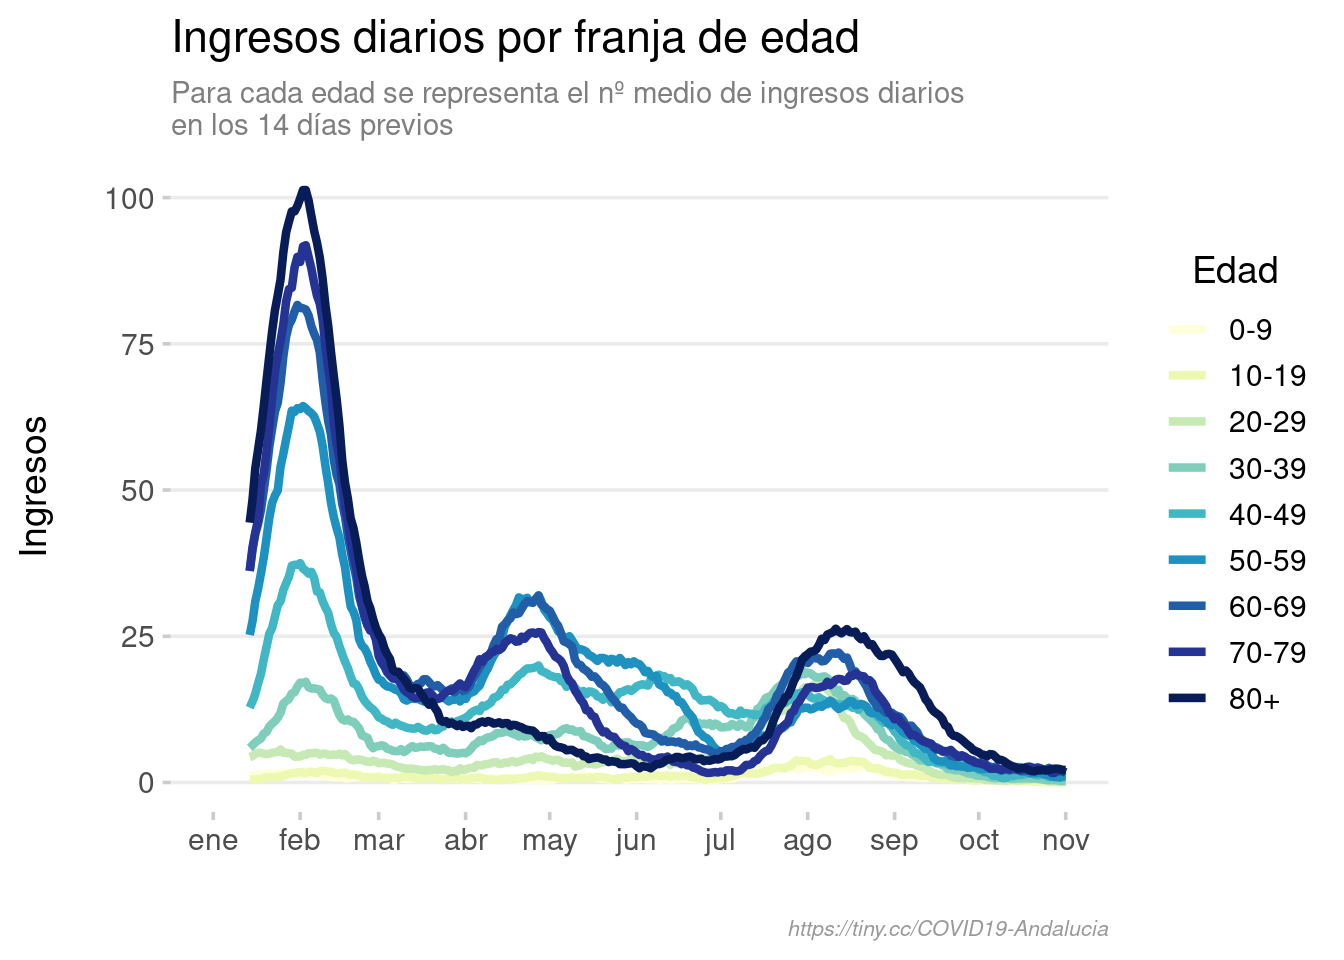 Ingresos diarios por franja de edad
Para cada edad se representa el nº medio de ingresos diarios
en los 14 días previos
Ingresos
100
75
50
25
0
ene feb mar abr may jun jul ago sep oct nov
Edad
0-9
10-19
20-29
30-39
40-49
50-59
60-69
70-79
80+
https://tiny.cc/COVID19-Andalucia